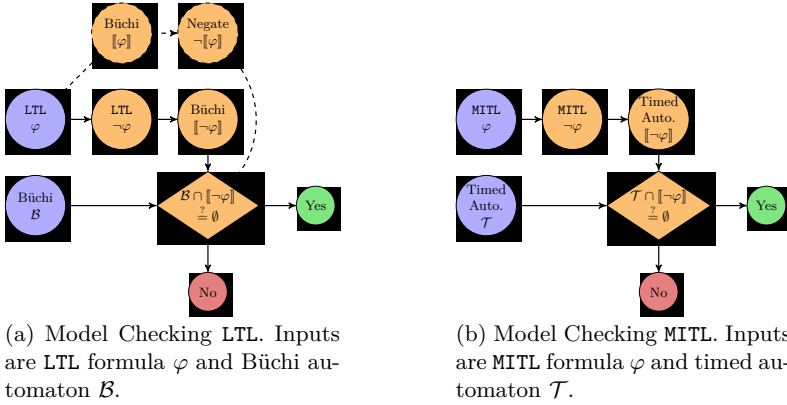 Büchi
⟦φ⟧
Negate
¬⟦φ⟧
LTL
φ
LTL
¬φ
Büchi
⟦¬φ⟧
Büchi
ℬ
ℬ ∩ ⟦¬φ⟧
≟ ∅
Yes
No
(a) Model Checking LTL. Inputs
are LTL formula φ and Büchi au-
tomaton ℬ.
MITL
φ
MITL
¬φ
Timed
Auto.
⟦¬φ⟧
Timed
Auto.
𝒯
𝒯 ∩ ⟦¬φ⟧
≟ ∅
Yes
No
(b) Model Checking MITL. Inputs
are MITL formula φ and timed au-
tomaton 𝒯.